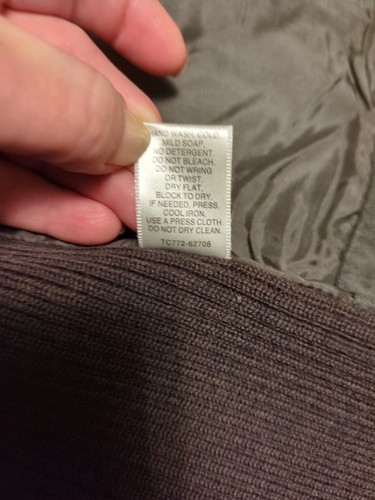 HAND WASH, COLD,
MILD SOAP.
NO DETERGENT.
DO NOT BLEACH.
DO NOT WRING
OR TWIST.
DRY FLAT,
BLOCK TO DRY.
IF NEEDED, PRESS,
COOL IRON,
USE A PRESS CLOTH.
DO NOT DRY CLEAN.
TC772-62708